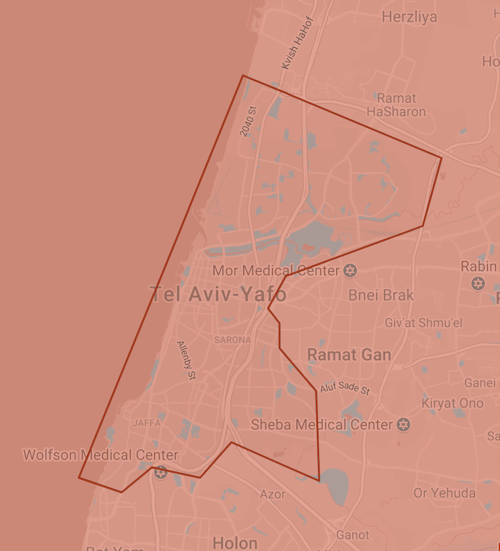 Herzliya
Kvish HaHof
Ramat
HaSharon
2040 St
Mor Medical Center
Rabin
Tel Aviv-Yafo
Bnei Brak
Giv'at Shmu'el
SARONA
Allenby St
Ramat Gan
Aluf Sade St
Ganei
Kiryat Ono
JAFFA
Sheba Medical Center
Wolfson Medical Center
Azor
Or Yehuda
Holon
Ganot
Bat Yam